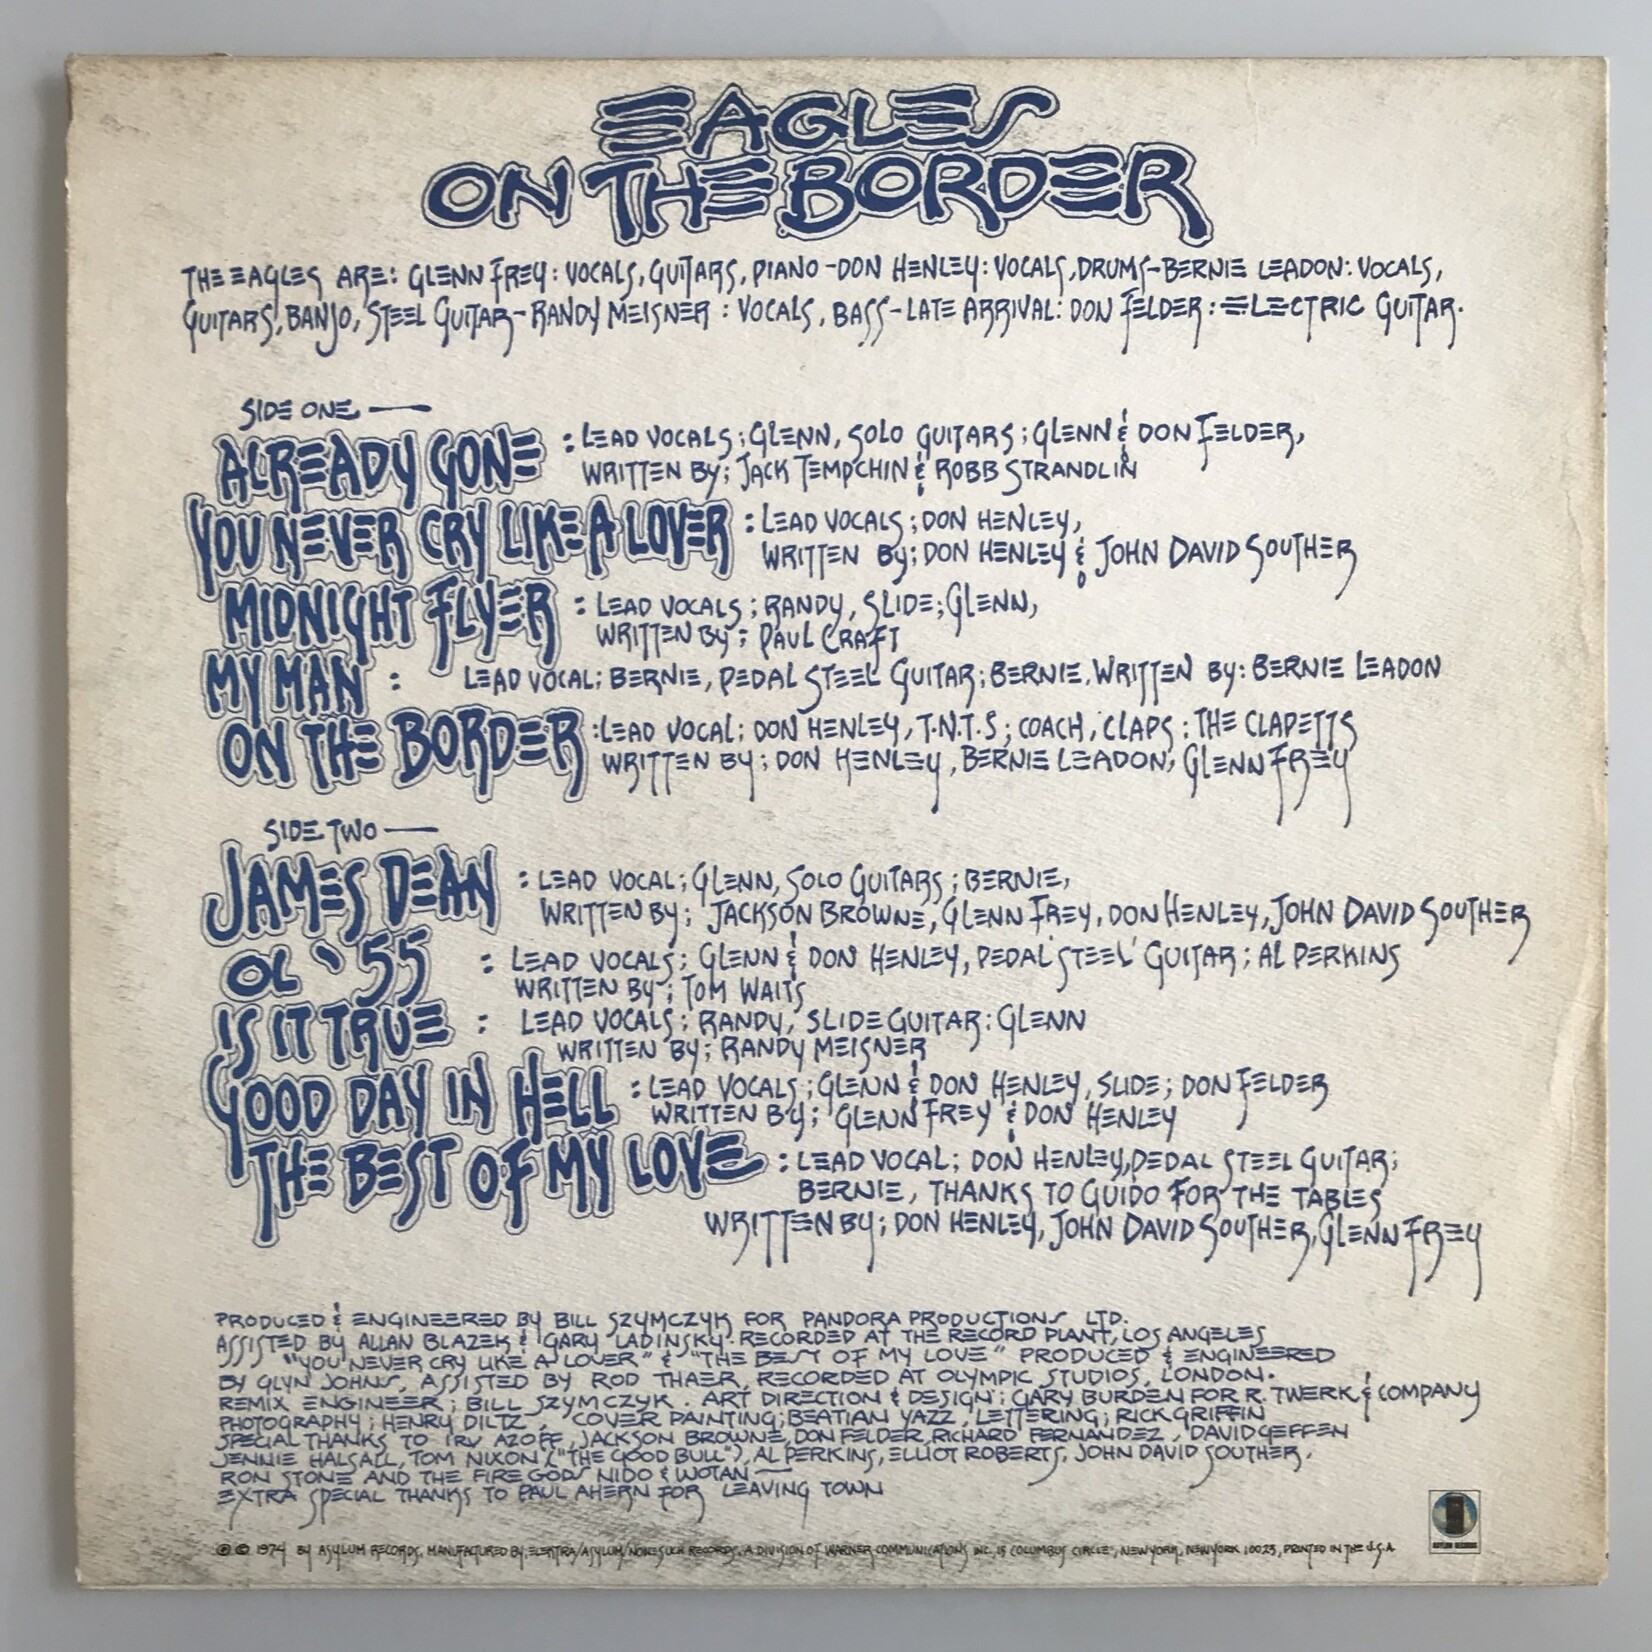 EAGLES
ON THE BORDER
THE EAGLES ARE: GLENN FREY: VOCALS, GUITARS, PIANO - DON HENLEY: VOCALS, DRUMS - BERNIE LEADON: VOCALS,
GUITARS, BANJO, STEEL GUITAR - RANDY MEISNER : VOCALS, BASS - LATE ARRIVAL: DON FELDER: ELECTRIC GUITAR.
SIDE ONE —
ALREADY GONE : LEAD VOCALS; GLENN, SOLO GUITARS; GLENN & DON FELDER,
WRITTEN BY; JACK TEMPCHIN & ROBB STRANDLIN
YOU NEVER CRY LIKE A LOVER : LEAD VOCALS; DON HENLEY,
WRITTEN BY; DON HENLEY & JOHN DAVID SOUTHER
MIDNIGHT FLYER : LEAD VOCALS; RANDY, SLIDE; GLENN,
WRITTEN BY; PAUL CRAFT
MY MAN : LEAD VOCAL; BERNIE, PEDAL STEEL GUITAR; BERNIE, WRITTEN BY: BERNIE LEADON
ON THE BORDER : LEAD VOCAL; DON HENLEY, T.N.T.S; COACH, CLAPS; THE CLAPETTS
WRITTEN BY; DON HENLEY, BERNIE LEADON, GLENN FREY
SIDE TWO —
JAMES DEAN : LEAD VOCAL; GLENN, SOLO GUITARS; BERNIE,
WRITTEN BY; JACKSON BROWNE, GLENN FREY, DON HENLEY, JOHN DAVID SOUTHER
OL '55 : LEAD VOCALS; GLENN & DON HENLEY, PEDAL STEEL GUITAR; AL PERKINS
WRITTEN BY; TOM WAITS
IS IT TRUE : LEAD VOCALS; RANDY, SLIDE GUITAR: GLENN
WRITTEN BY; RANDY MEISNER
GOOD DAY IN HELL : LEAD VOCALS; GLENN & DON HENLEY, SLIDE; DON FELDER
WRITTEN BY; GLENN FREY & DON HENLEY
THE BEST OF MY LOVE : LEAD VOCAL; DON HENLEY, PEDAL STEEL GUITAR;
BERNIE, THANKS TO GUIDO FOR THE TABLES
WRITTEN BY; DON HENLEY, JOHN DAVID SOUTHER, GLENN FREY
PRODUCED & ENGINEERED BY BILL SZYMCZYK FOR PANDORA PRODUCTIONS LTD.
ASSISTED BY ALLAN BLAZEK & GARY LADINSKY. RECORDED AT THE RECORD PLANT, LOS ANGELES
"YOU NEVER CRY LIKE A LOVER" & "THE BEST OF MY LOVE" PRODUCED & ENGINEERED
BY GLYN JOHNS, ASSISTED BY ROD THAER, RECORDED AT OLYMPIC STUDIOS, LONDON.
REMIX ENGINEER; BILL SZYMCZYK. ART DIRECTION & DESIGN; GARY BURDEN FOR R. TWERK & COMPANY
PHOTOGRAPHY; HENRY DILTZ, COVER PAINTING; BEATIAN YAZZ, LETTERING; RICK GRIFFIN
SPECIAL THANKS TO IRV AZOFF, JACKSON BROWNE, DON FELDER, RICHARD FERNANDEZ, DAVID GEFFEN
JENNIE HALSALL, TOM NIXON ("THE GOOD BULL"), AL PERKINS, ELLIOT ROBERTS, JOHN DAVID SOUTHER,
RON STONE AND THE FIRE GODS NIDO & WOTAN —
EXTRA SPECIAL THANKS TO PAUL AHERN FOR LEAVING TOWN
℗ © 1974 BY ASYLUM RECORDS, MANUFACTURED BY, ELEKTRA/ASYLUM/NONESUCH RECORDS, A DIVISION OF WARNER COMMUNICATIONS INC, 15 COLUMBUS CIRCLE, NEW YORK, NEW YORK 10023, PRINTED IN THE U.S.A.
ASYLUM RECORDS